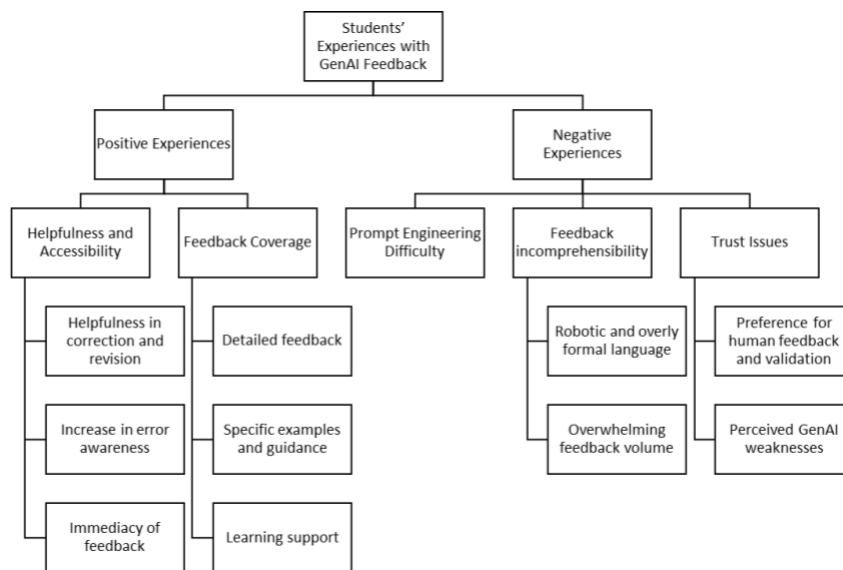 Students'
Experiences with
GenAI Feedback
Positive Experiences
Negative
Experiences
Helpfulness and
Accessibility
Feedback Coverage
Prompt Engineering
Difficulty
Feedback
incomprehensibility
Trust Issues
Helpfulness in
correction and
revision
Detailed feedback
Robotic and overly
formal language
Preference for
human feedback
and validation
Increase in error
awareness
Specific examples
and guidance
Overwhelming
feedback volume
Perceived GenAI
weaknesses
Immediacy of
feedback
Learning support